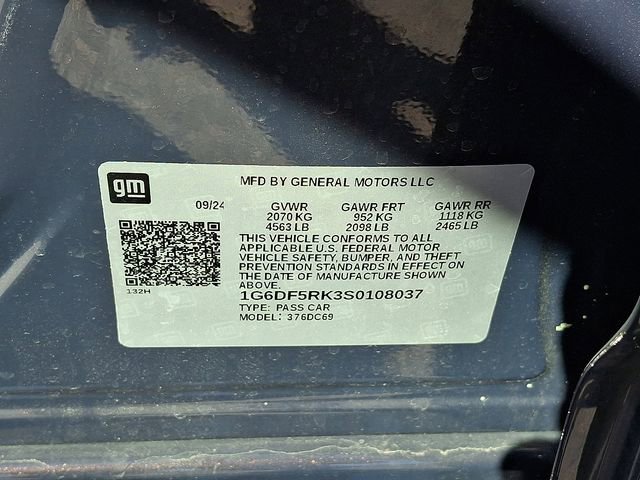 gm
MFD BY GENERAL MOTORS LLC
09/24
GVWR GAWR FRT GAWR RR
2070 KG 952 KG 1118 KG
4563 LB 2098 LB 2465 LB
THIS VEHICLE CONFORMS TO ALL
APPLICABLE U.S. FEDERAL MOTOR
VEHICLE SAFETY, BUMPER, AND THEFT
PREVENTION STANDARDS IN EFFECT ON
THE DATE OF MANUFACTURE SHOWN
ABOVE.
132H
1G6DF5RK3S0108037
TYPE: PASS CAR
MODEL: 376DC69